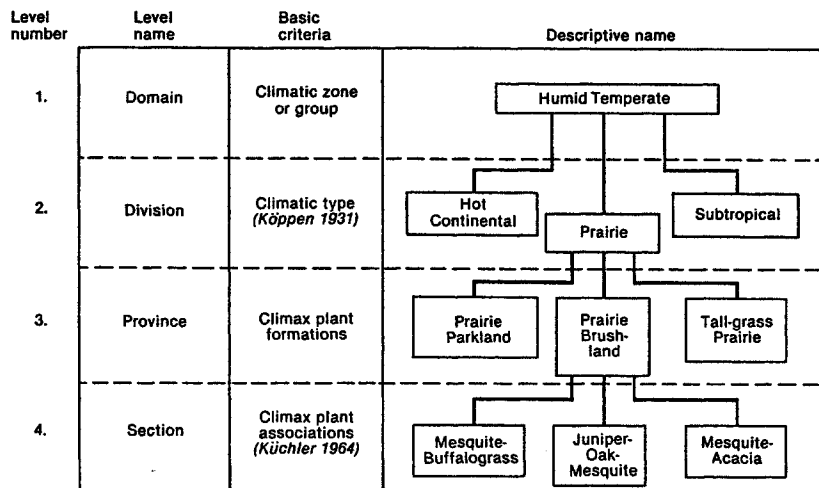 Level number
Level name
Basic criteria
Descriptive name
1.
Domain
Climatic zone
or group
Humid Temperate
2.
Division
Climatic type
(Köppen 1931)
Hot
Continental
Prairie
Subtropical
3.
Province
Climax plant
formations
Prairie
Parkland
Prairie
Brush-
land
Tall-grass
Prairie
4.
Section
Climax plant
associations
(Küchler 1964)
Mesquite-
Buffalograss
Juniper-
Oak-
Mesquite
Mesquite-
Acacia